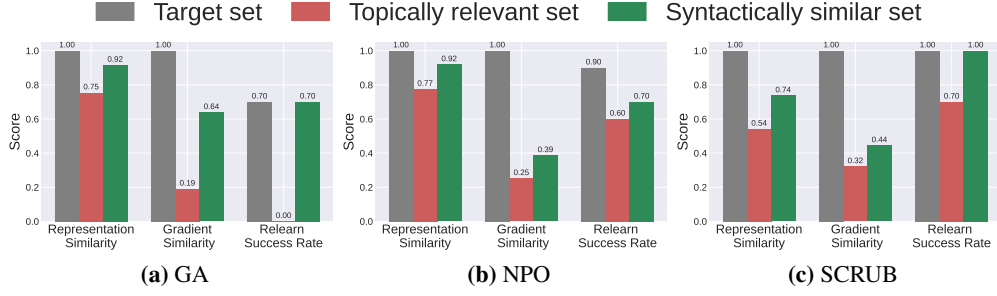 Target set Topically relevant set Syntactically similar set
1.00 1.00 0.75 0.92 0.19 0.64 0.70 0.00 0.70
1.0
0.8
0.6
0.4
0.2
0.0
Score
Representation Similarity
Gradient Similarity
Relearn Success Rate
(a) GA
1.00 0.77 0.92 1.00 0.25 0.39 0.90 0.60 0.70
1.0
0.8
0.6
0.4
0.2
0.0
Score
Representation Similarity
Gradient Similarity
Relearn Success Rate
(b) NPO
1.00 0.54 0.74 1.00 0.32 0.44 1.00 0.70 1.00
1.0
0.8
0.6
0.4
0.2
0.0
Score
Representation Similarity
Gradient Similarity
Relearn Success Rate
(c) SCRUB